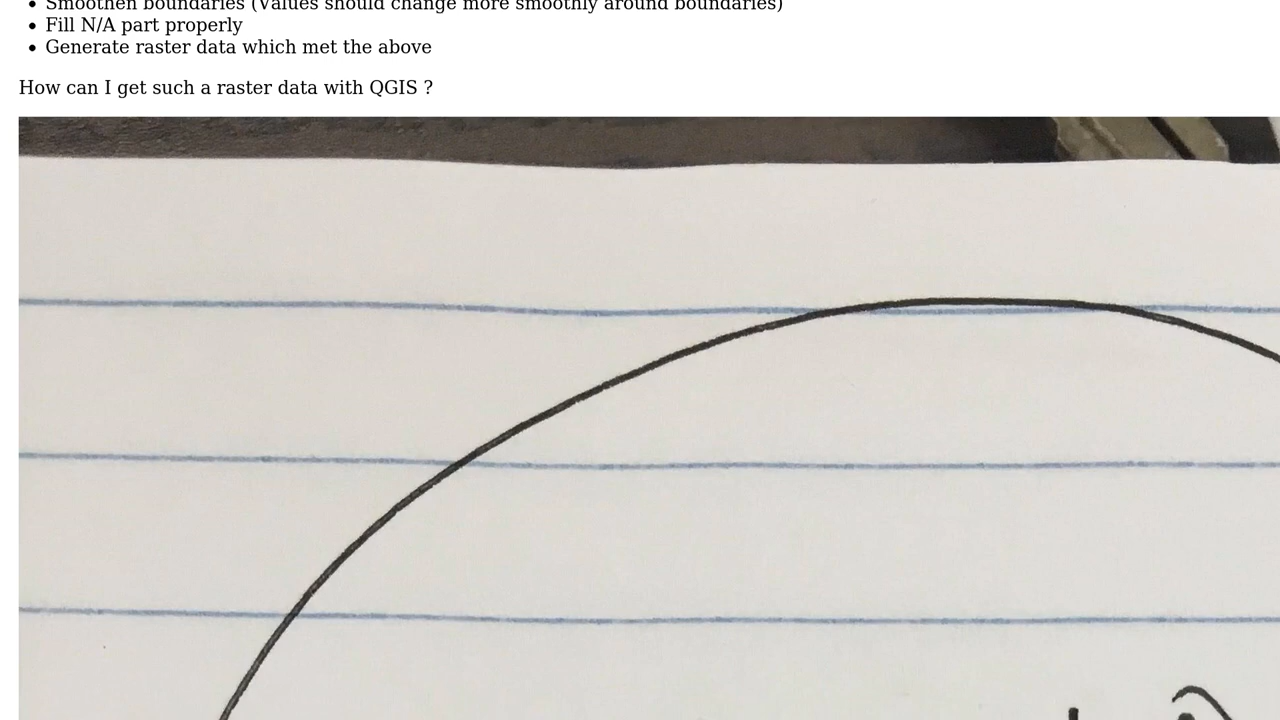 Smoothen boundaries (Values should change more smoothly around boundaries)
Fill N/A part properly
Generate raster data which met the above
How can I get such a raster data with QGIS ?